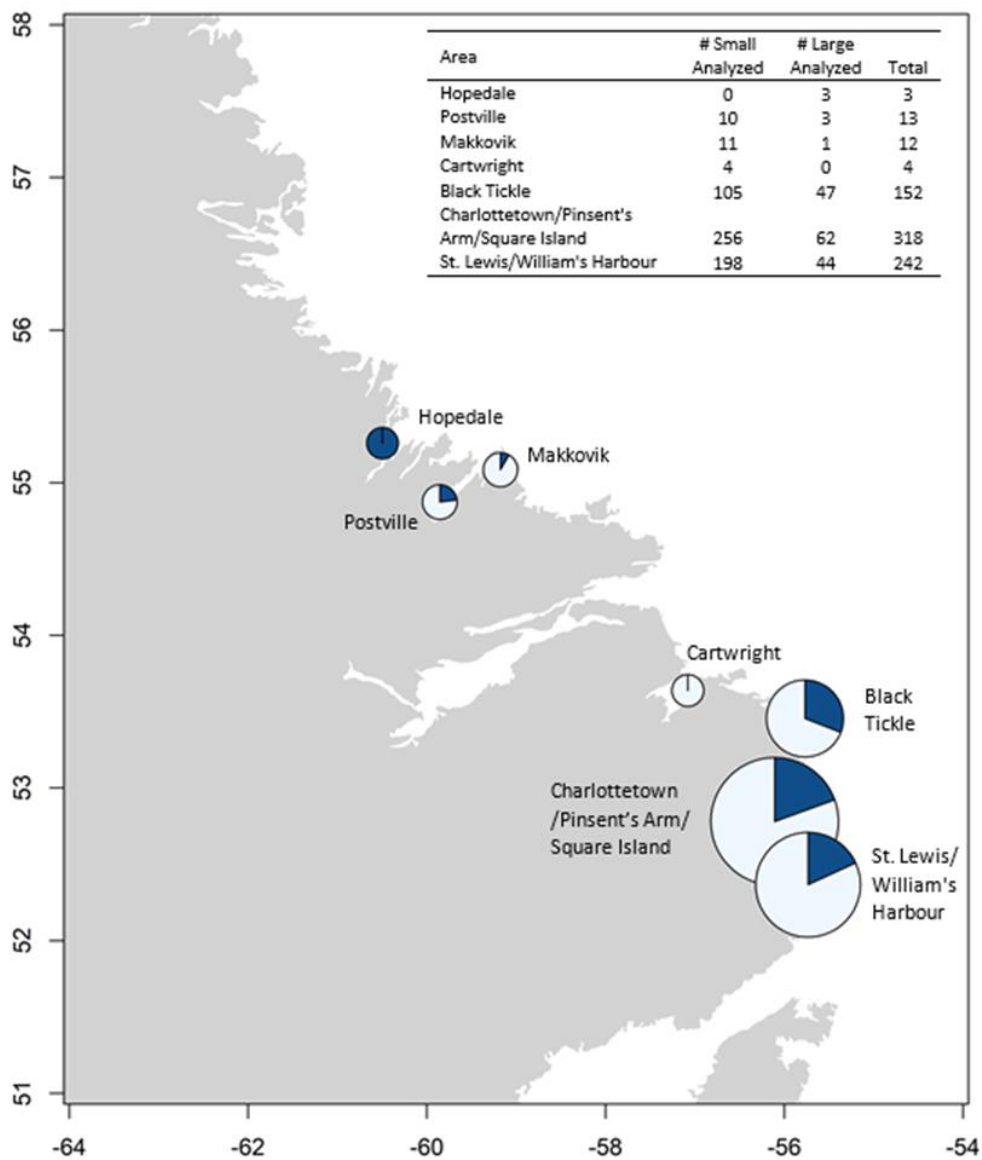 58
57
56
55
54
53
52
51
Area # Small Analyzed # Large Analyzed Total
Hopedale 0 3 3
Postville 10 3 13
Makkovik 11 1 12
Cartwright 4 0 4
Black Tickle 105 47 152
Charlottetown/Pinsent's
Arm/Square Island 256 62 318
St. Lewis/William's Harbour 198 44 242
Hopedale
Makkovik
Postville
Cartwright
Black
Tickle
Charlottetown
/Pinsent’s Arm/
Square Island
St. Lewis/
William's
Harbour
-64 -62 -60 -58 -56 -54